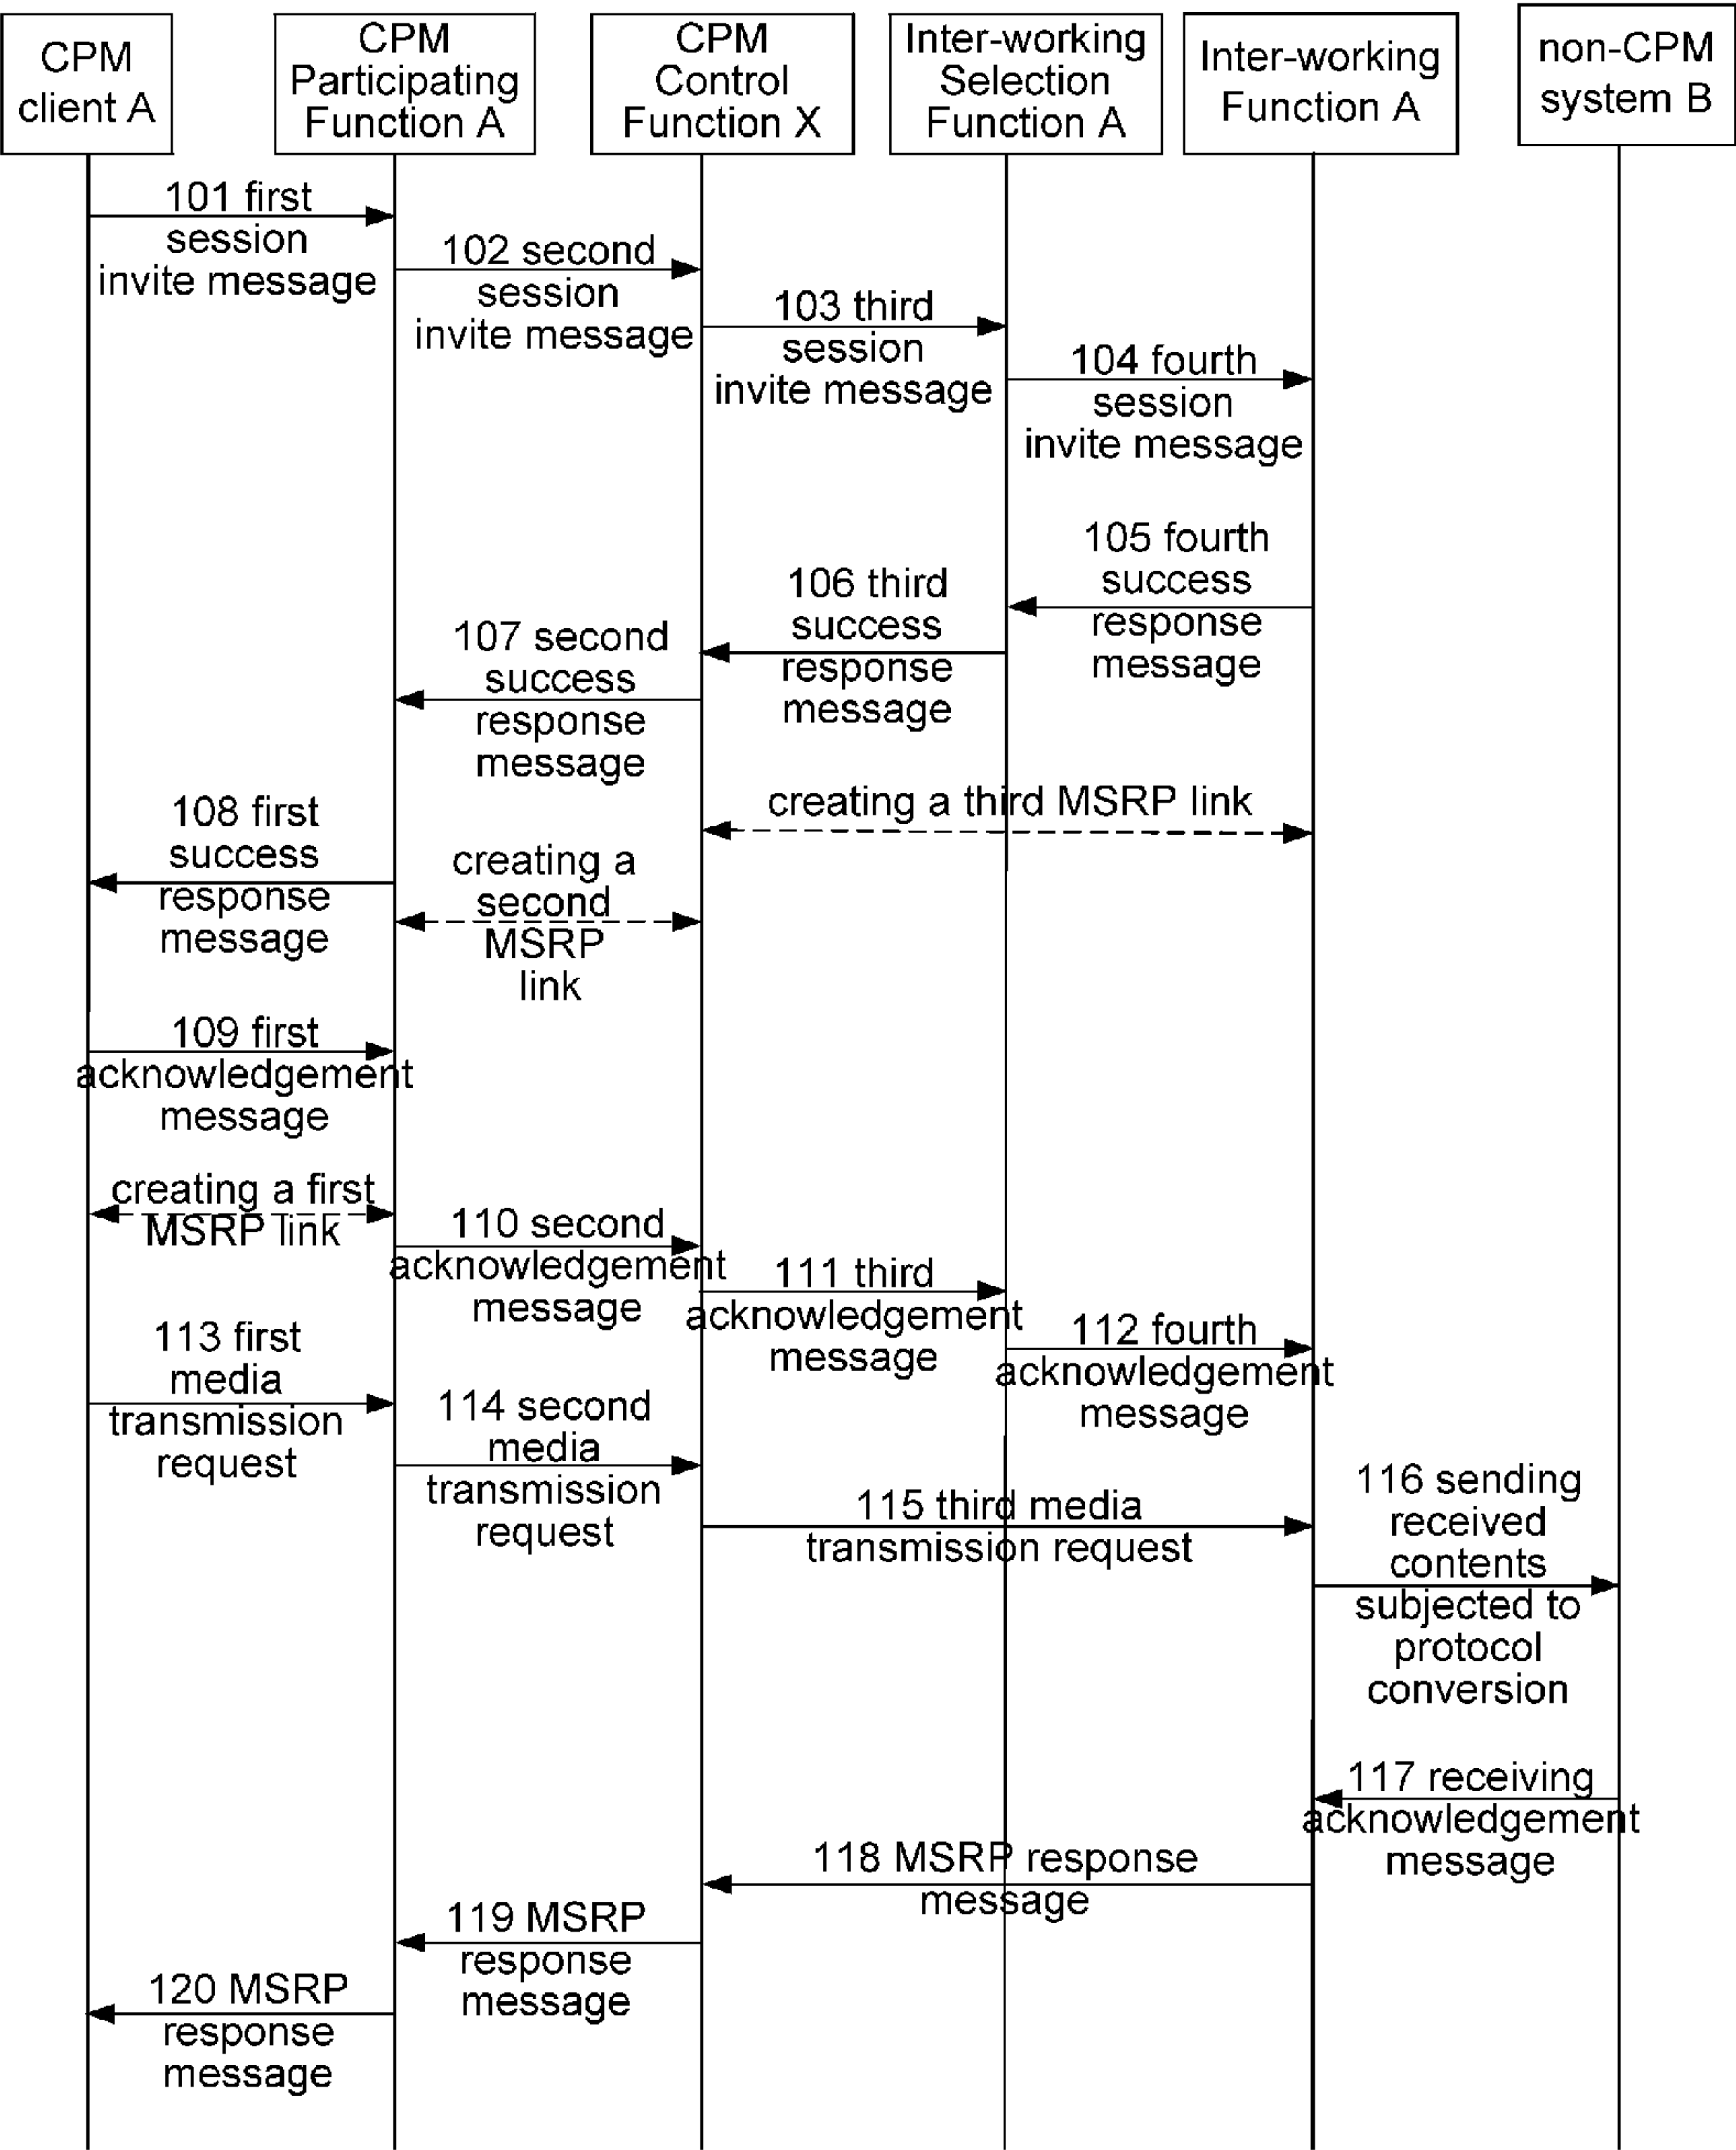 CPM
client A
CPM
Participating
Function A
CPM
Control
Function X
Inter-working
Selection
Function A
Inter-working
Function A
non-CPM
system B
101 first
session
invite message
102 second
session
invite message
103 third
session
invite message
104 fourth
session
invite message
105 fourth
success
response
message
106 third
success
response
message
107 second
success
response
message
creating a third MSRP link
108 first
success
response
message
creating a
second
MSRP
link
109 first
acknowledgement
message
creating a first
MSRP link
110 second
acknowledgement
message
111 third
acknowledgement
message
112 fourth
acknowledgement
message
113 first
media
transmission
request
114 second
media
transmission
request
115 third media
transmission request
116 sending
received
contents
subjected to
protocol
conversion
117 receiving
acknowledgement
message
118 MSRP response
message
119 MSRP
response
message
120 MSRP
response
message